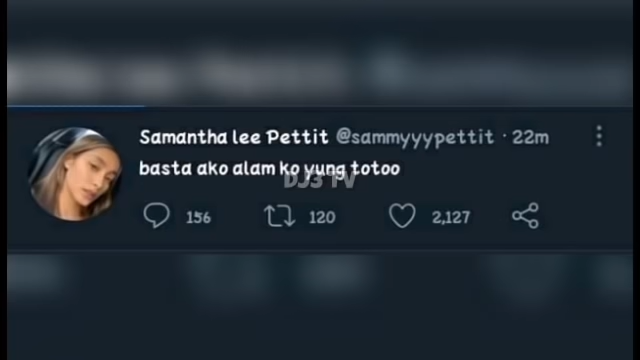 Samantha lee Pettit @sammyyypettit · 22m
basta ako alam ko yung totoo
DJ3 TV
156 120 2,127